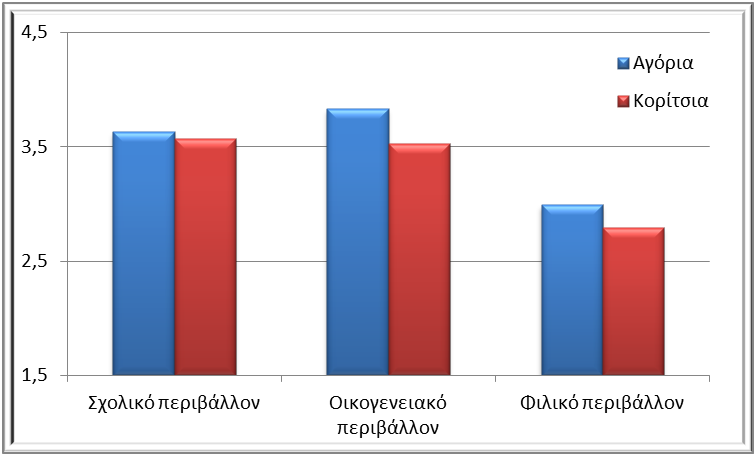 4,5
3,5
2,5
1,5
Αγόρια
Κορίτσια
Σχολικό περιβάλλον
Οικογενειακό
περιβάλλον
Φιλικό περιβάλλον